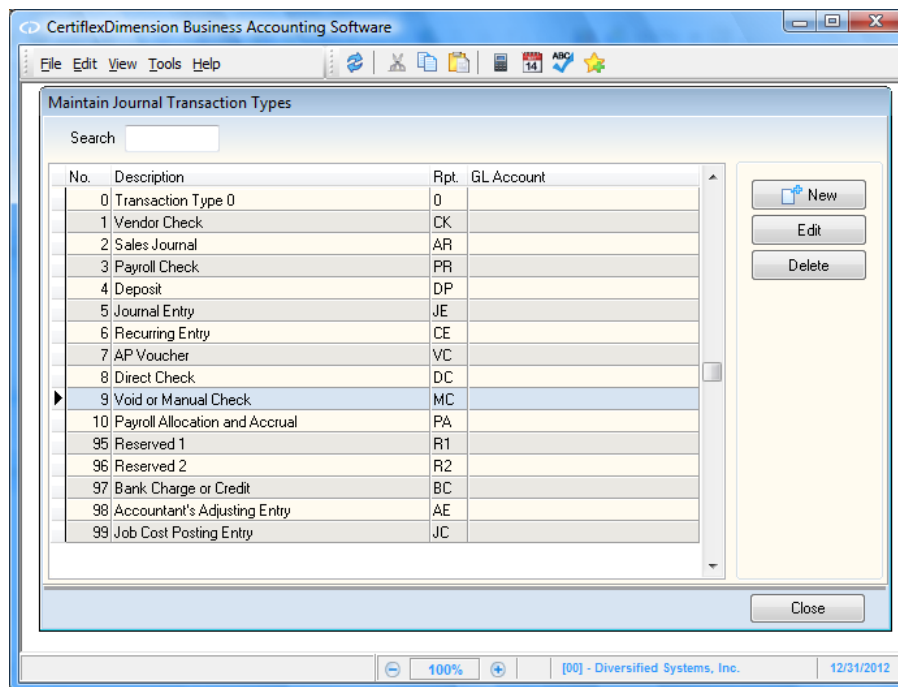 CertiflexDimension Business Accounting Software
File Edit View Tools Help 14 ABC
Maintain Journal Transaction Types
Search
No. Description Rpt. GL Account
0 Transaction Type 0 0
1 Vendor Check CK
2 Sales Journal AR
3 Payroll Check PR
4 Deposit DP
5 Journal Entry JE
6 Recurring Entry CE
7 AP Voucher VC
8 Direct Check DC
9 Void or Manual Check MC
10 Payroll Allocation and Accrual PA
95 Reserved 1 R1
96 Reserved 2 R2
97 Bank Charge or Credit BC
98 Accountant's Adjusting Entry AE
99 Job Cost Posting Entry JC
New
Edit
Delete
Close
100% [00] - Diversified Systems, Inc. 12/31/2012